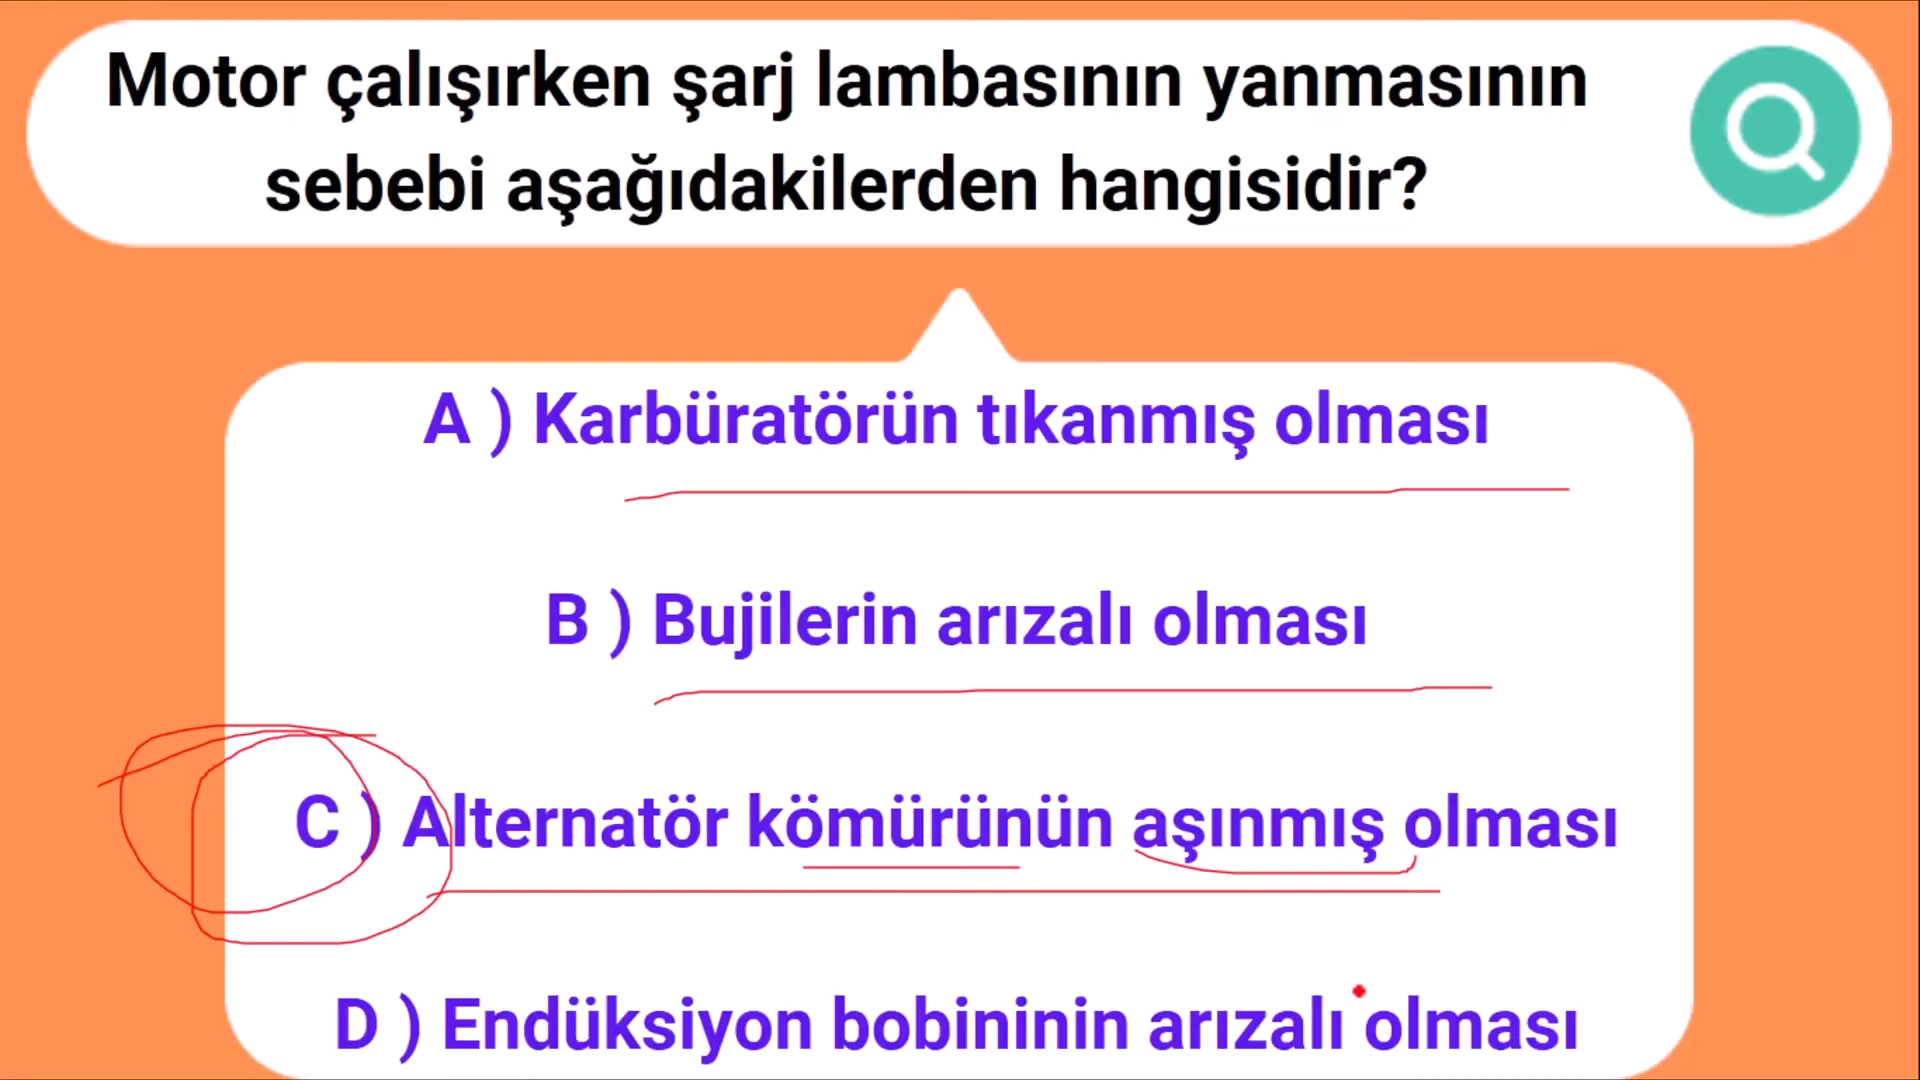 Motor çalışırken şarj lambasının yanmasının
sebebi aşağıdakilerden hangisidir?
A ) Karbüratörün tıkanmış olması
B ) Bujilerin arızalı olması
C ) Alternatör kömürünün aşınmış olması
D ) Endüksiyon bobininin arızalı olması